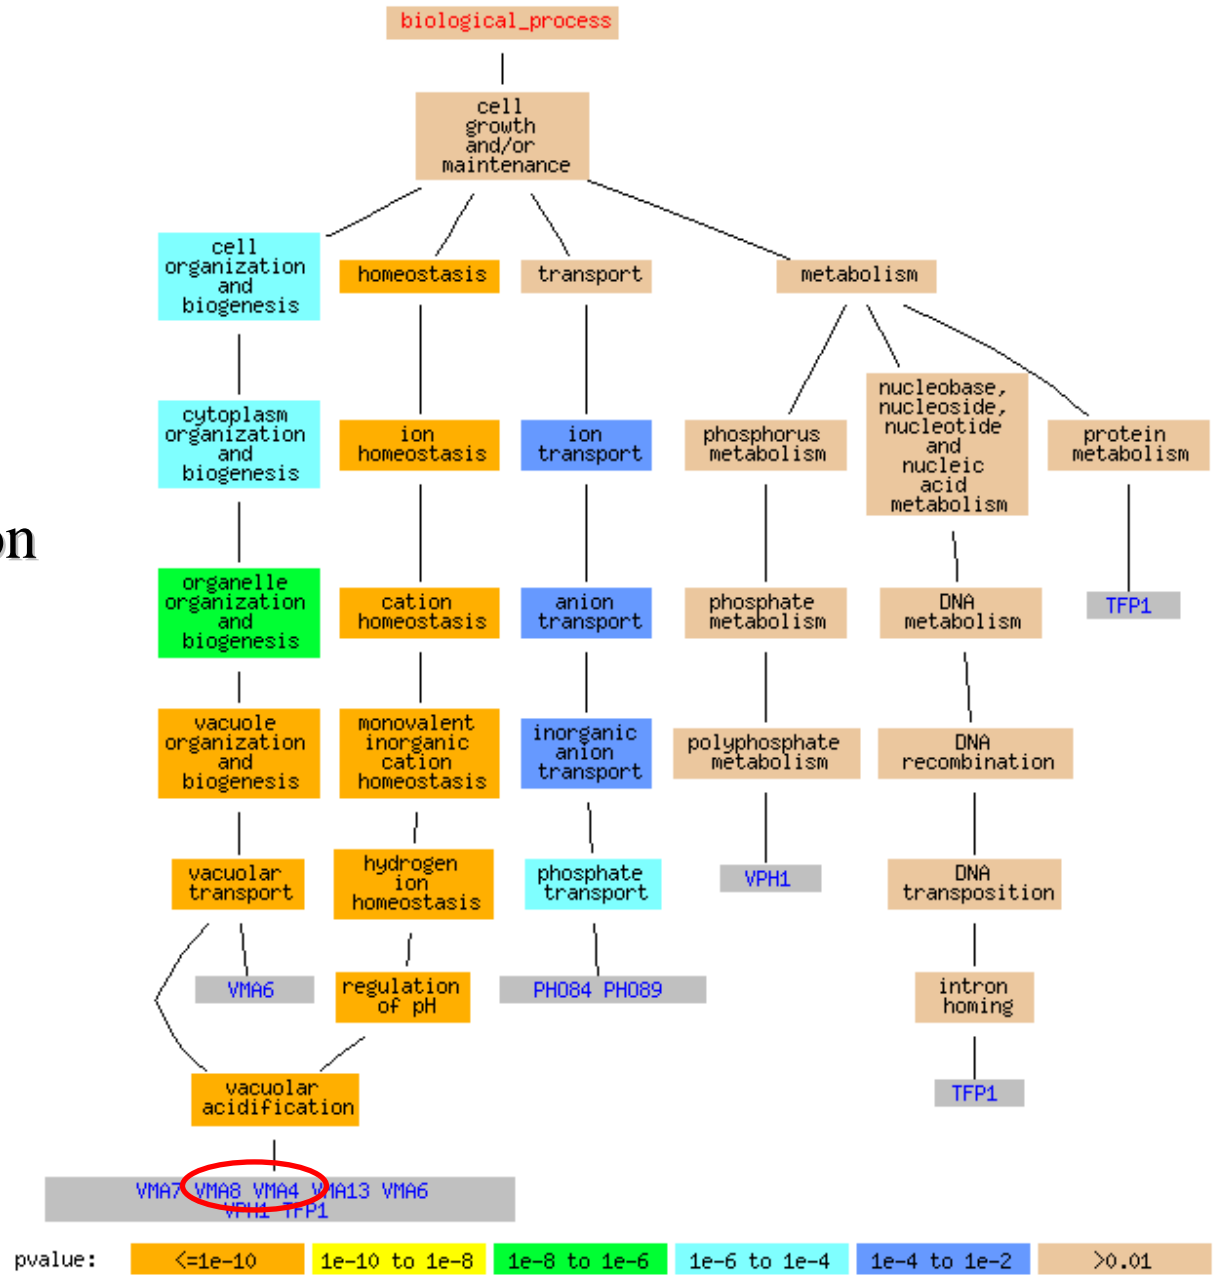 biological_process
cell
growth
and/or
maintenance
cell
organization
and
biogenesis
homeostasis
transport
metabolism
cytoplasm
organization
and
biogenesis
ion
homeostasis
ion
transport
phosphorus
metabolism
nucleobase,
nucleoside,
nucleotide
and
nucleic
acid
metabolism
protein
metabolism
on
organelle
organization
and
biogenesis
cation
homeostasis
anion
transport
phosphate
metabolism
DNA
metabolism
TFP1
vacuole
organization
and
biogenesis
monovalent
inorganic
cation
homeostasis
inorganic
anion
transport
polyphosphate
metabolism
DNA
recombination
vacuolar
transport
hydrogen
ion
homeostasis
phosphate
transport
VPH1
DNA
transposition
VMA6
regulation
of pH
PHO84 PHO89
intron
homing
vacuolar
acidification
TFP1
VMA7 VMA8 VMA4 VMA13 VMA6
VPH1 TFP1
pvalue: <=1e-10 1e-10 to 1e-8 1e-8 to 1e-6 1e-6 to 1e-4 1e-4 to 1e-2 >0.01